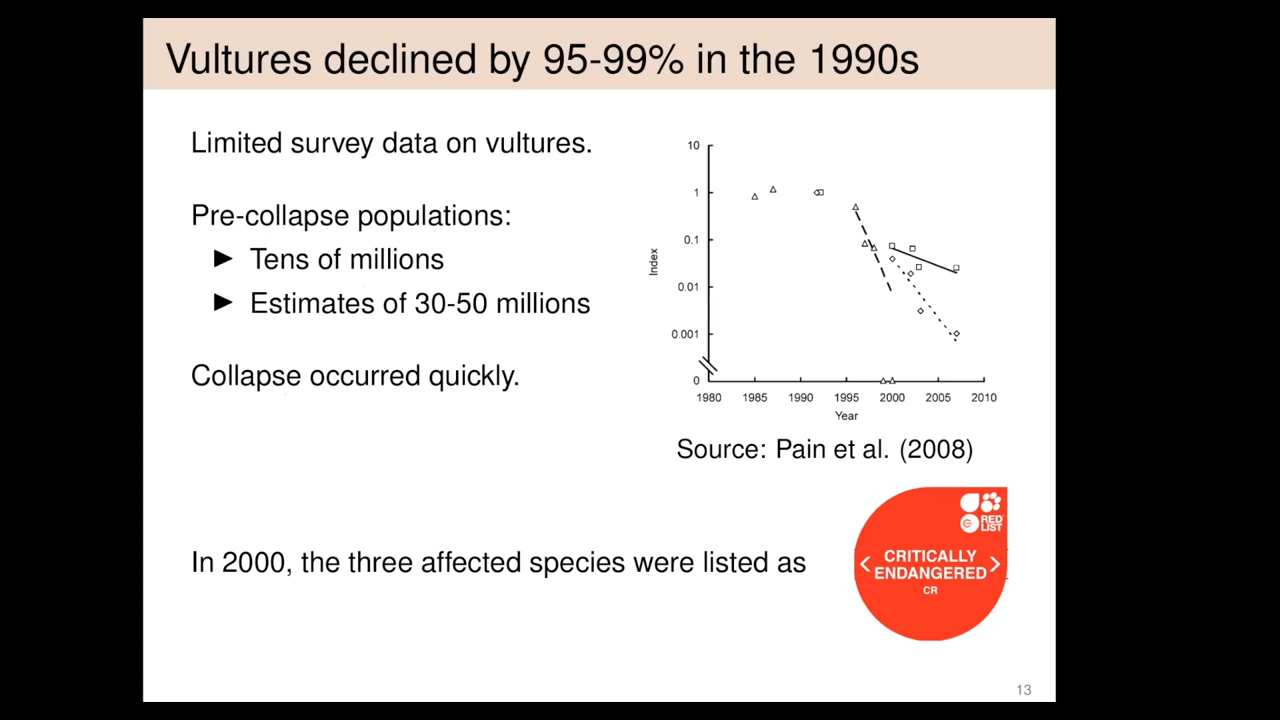 Vultures declined by 95-99% in the 1990s
Limited survey data on vultures.
Pre-collapse populations:
Tens of millions
Estimates of 30-50 millions
Collapse occurred quickly.
10
1
0.1
0.01
0.001
0
Index
1980 1985 1990 1995 2000 2005 2010
Year
Source: Pain et al. (2008)
In 2000, the three affected species were listed as
RED
LIST
< CRITICALLY >
ENDANGERED
CR
13